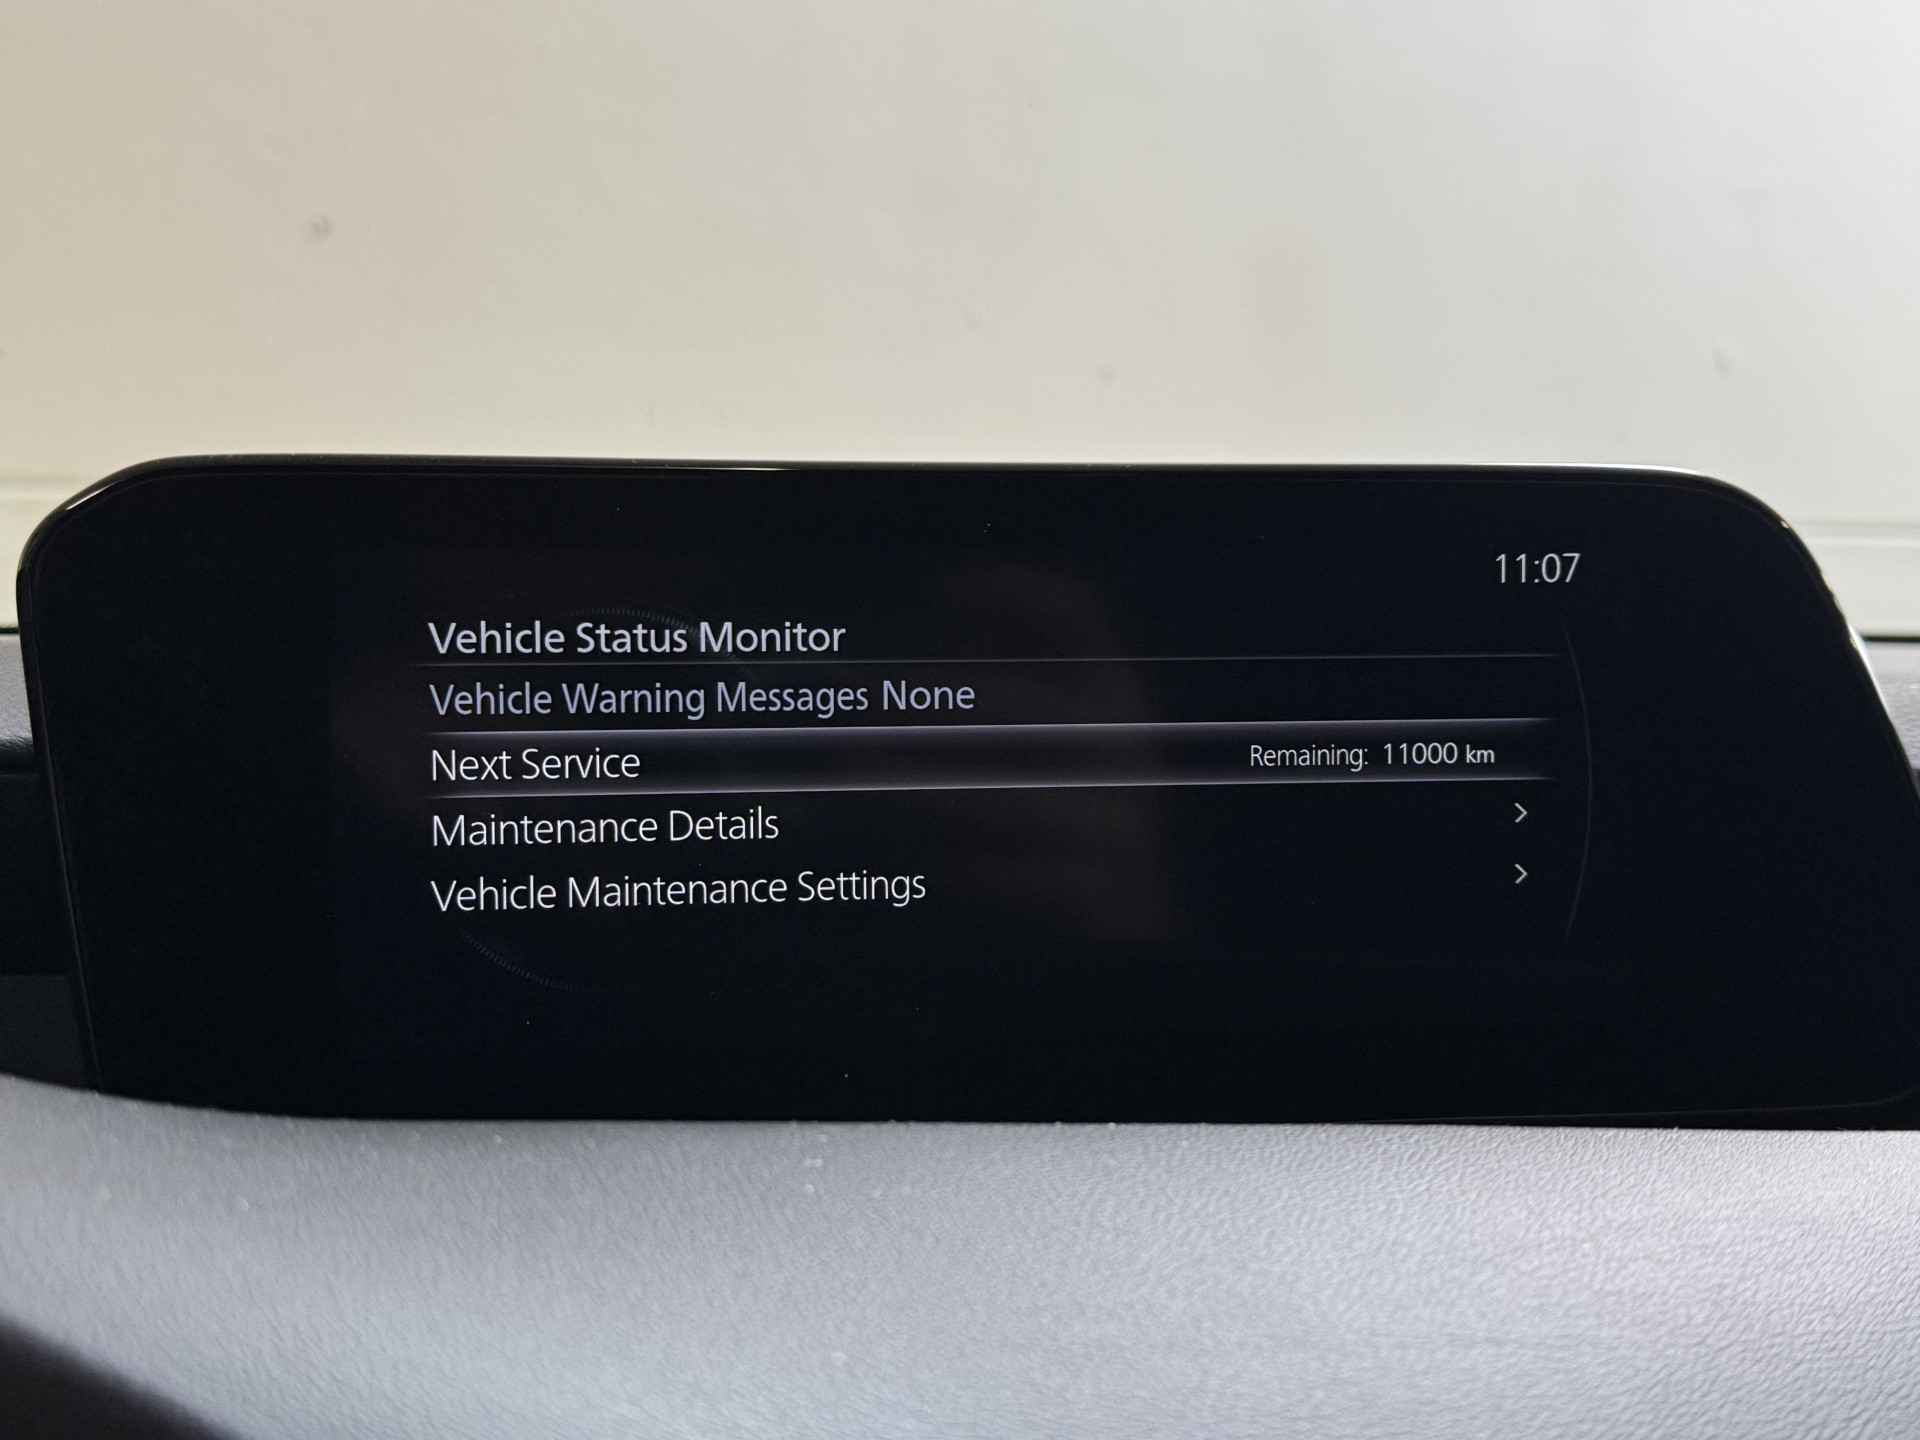 11:07
Vehicle Status Monitor
Vehicle Warning Messages None
Next Service Remaining: 11000 km
Maintenance Details
Vehicle Maintenance Settings